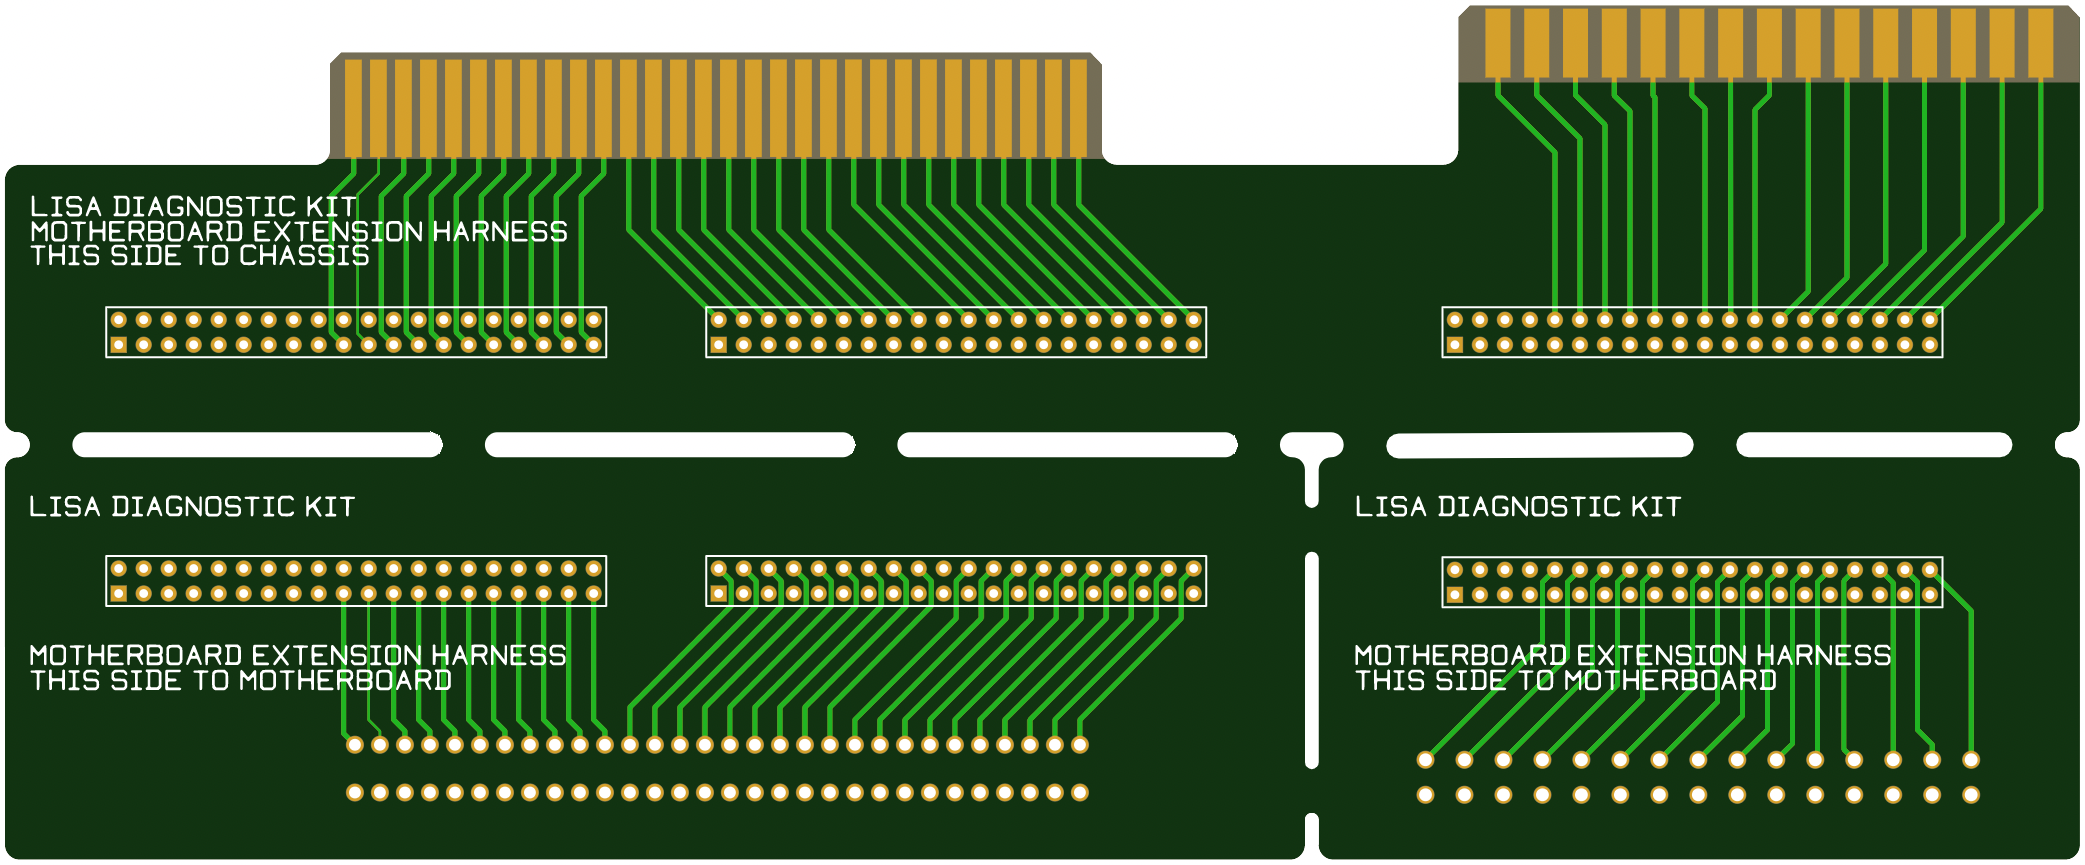 LISA DIAGNOSTIC KIT
MOTHERBOARD EXTENSION HARNESS
THIS SIDE TO CHASSIS
LISA DIAGNOSTIC KIT
MOTHERBOARD EXTENSION HARNESS
THIS SIDE TO MOTHERBOARD
LISA DIAGNOSTIC KIT
MOTHERBOARD EXTENSION HARNESS
THIS SIDE TO MOTHERBOARD